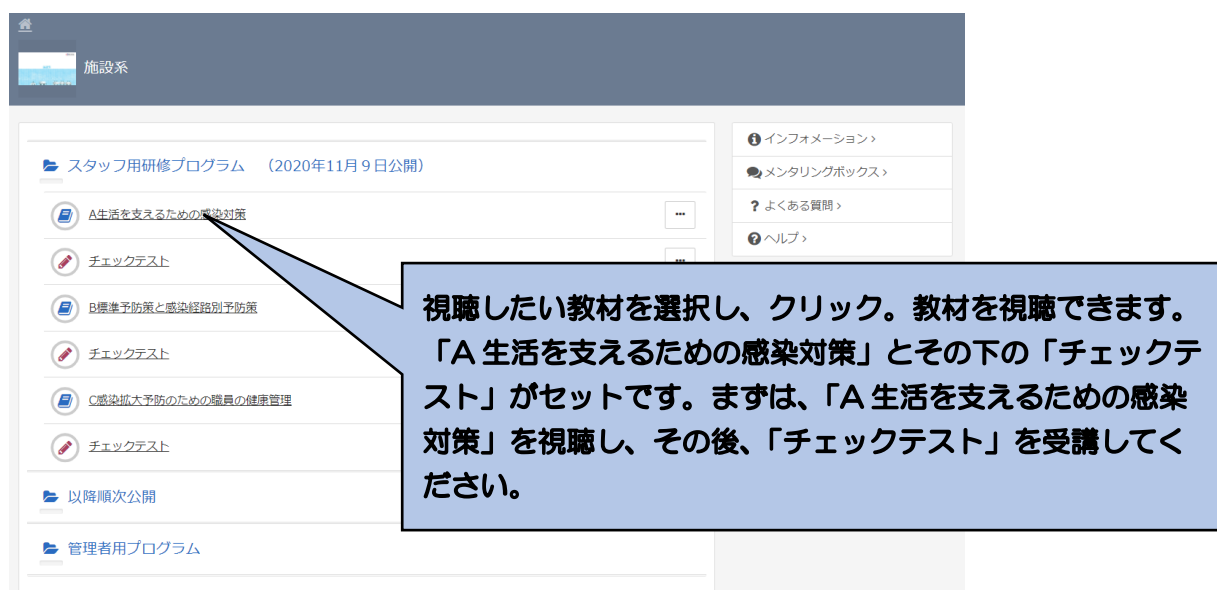 施設系
スタッフ用研修プログラム （2020年11月９日公開）
A生活を支えるための感染対策
チェックテスト
B標準予防策と感染経路別予防策
チェックテスト
C感染拡大予防のための職員の健康管理
チェックテスト
以降順次公開
管理者用プログラム
インフォメーション
メンタリングボックス
よくある質問
ヘルプ
視聴したい教材を選択し、クリック。教材を視聴できます。
「A 生活を支えるための感染対策」とその下の「チェックテ
スト」がセットです。まずは、「A 生活を支えるための感染
対策」を視聴し、その後、「チェックテスト」を受講してく
ださい。